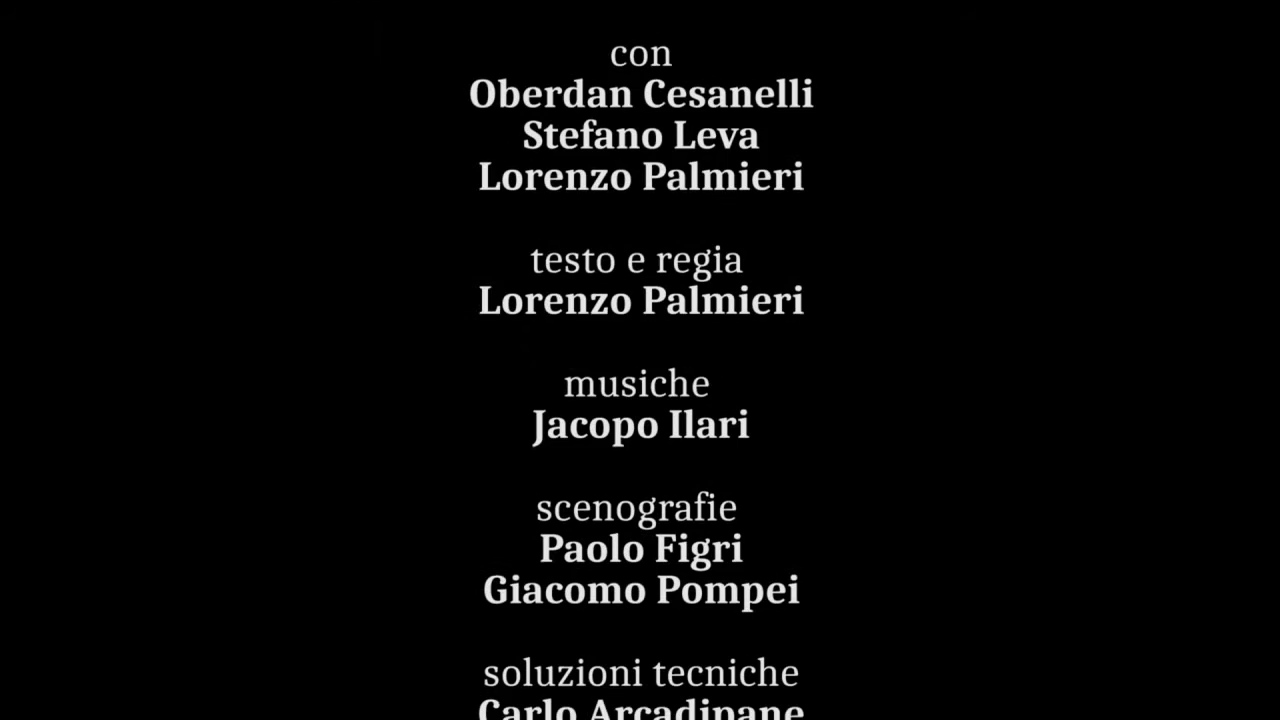 con
Oberdan Cesanelli
Stefano Leva
Lorenzo Palmieri
testo e regia
Lorenzo Palmieri
musiche
Jacopo Ilari
scenografie
Paolo Figri
Giacomo Pompei
soluzioni tecniche
Carlo Arcadipane